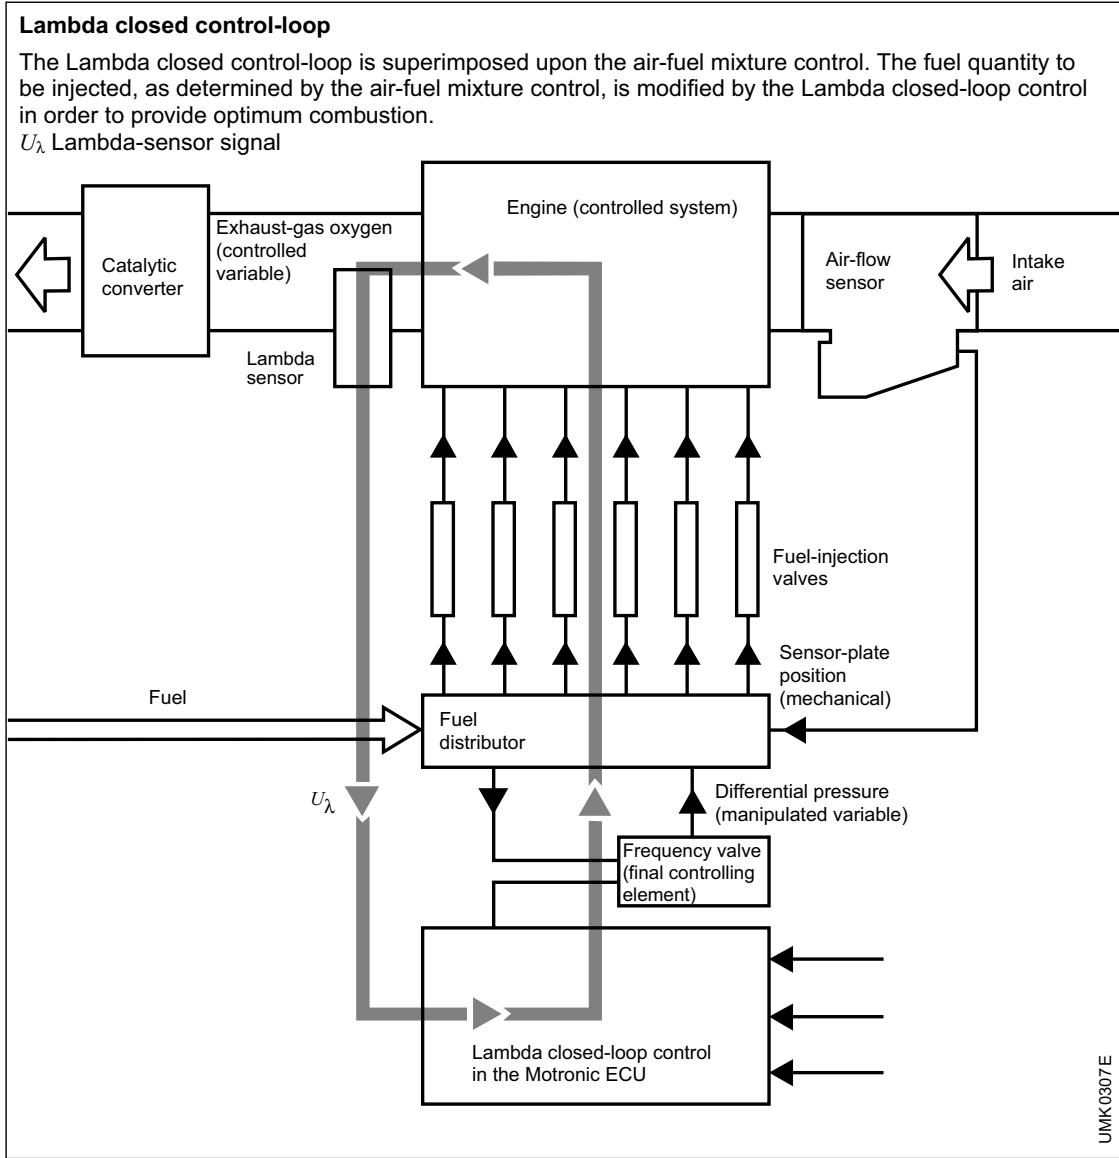 Lambda closed control-loop
The Lambda closed control-loop is superimposed upon the air-fuel mixture control. The fuel quantity to
be injected, as determined by the air-fuel mixture control, is modified by the Lambda closed-loop control
in order to provide optimum combustion.
Uλ Lambda-sensor signal
Engine (controlled system)
Exhaust-gas oxygen
(controlled
variable)
Catalytic
converter
Air-flow
sensor
Intake
air
Lambda
sensor
Fuel-injection
valves
Sensor-plate
position
(mechanical)
Fuel
Fuel
distributor
Uλ
Differential pressure
(manipulated variable)
Frequency valve
(final controlling
element)
Lambda closed-loop control
in the Motronic ECU
UMK0307E